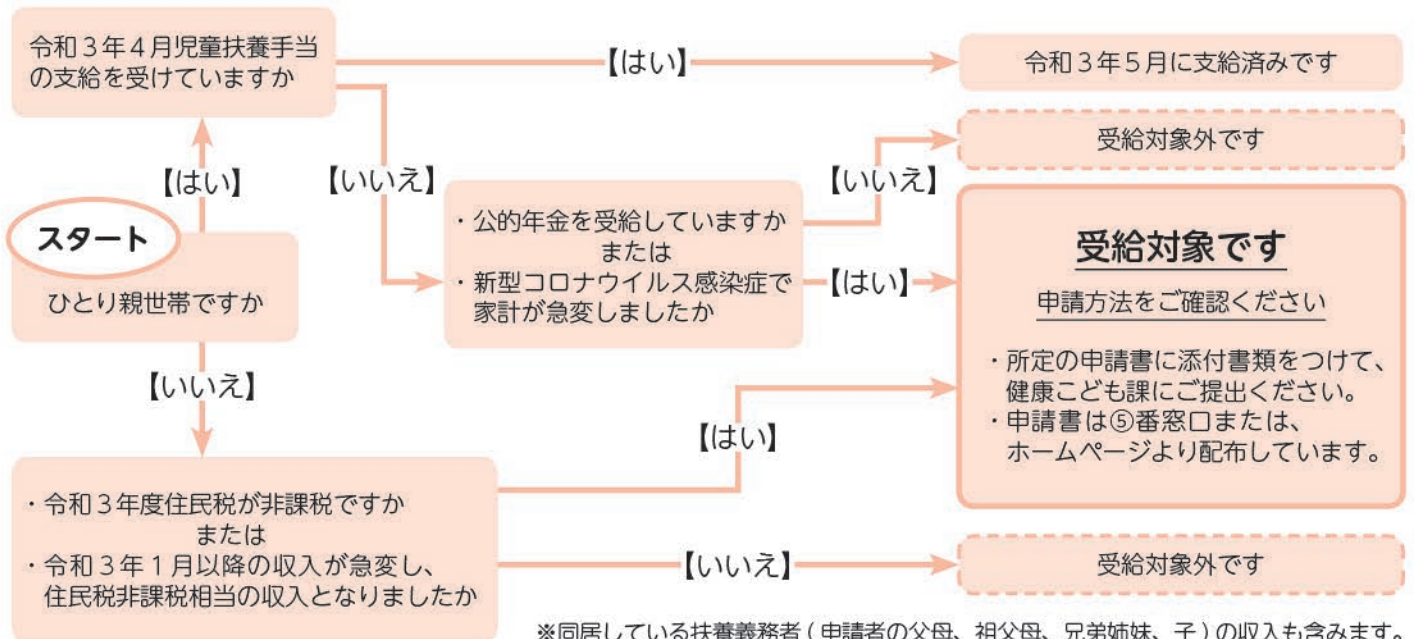 令和３年４月児童扶養手当
の支給を受けていますか
【はい】
令和３年５月に支給済みです
受給対象外です
【はい】
【いいえ】
【いいえ】
スタート
ひとり親世帯ですか
・公的年金を受給していますか
または
・新型コロナウイルス感染症で
家計が急変しましたか
【はい】
受給対象です
申請方法をご確認ください
・所定の申請書に添付書類をつけて、
健康こども課にご提出ください。
・申請書は⑤番窓口または、
ホームページより配布しています。
【いいえ】
【はい】
・令和３年度住民税が非課税ですか
または
・令和３年１月以降の収入が急変し、
住民税非課税相当の収入となりましたか
【いいえ】
受給対象外です
※同居している扶養義務者(申請者の父母、祖父母、兄弟姉妹、子)の収入も含みます。